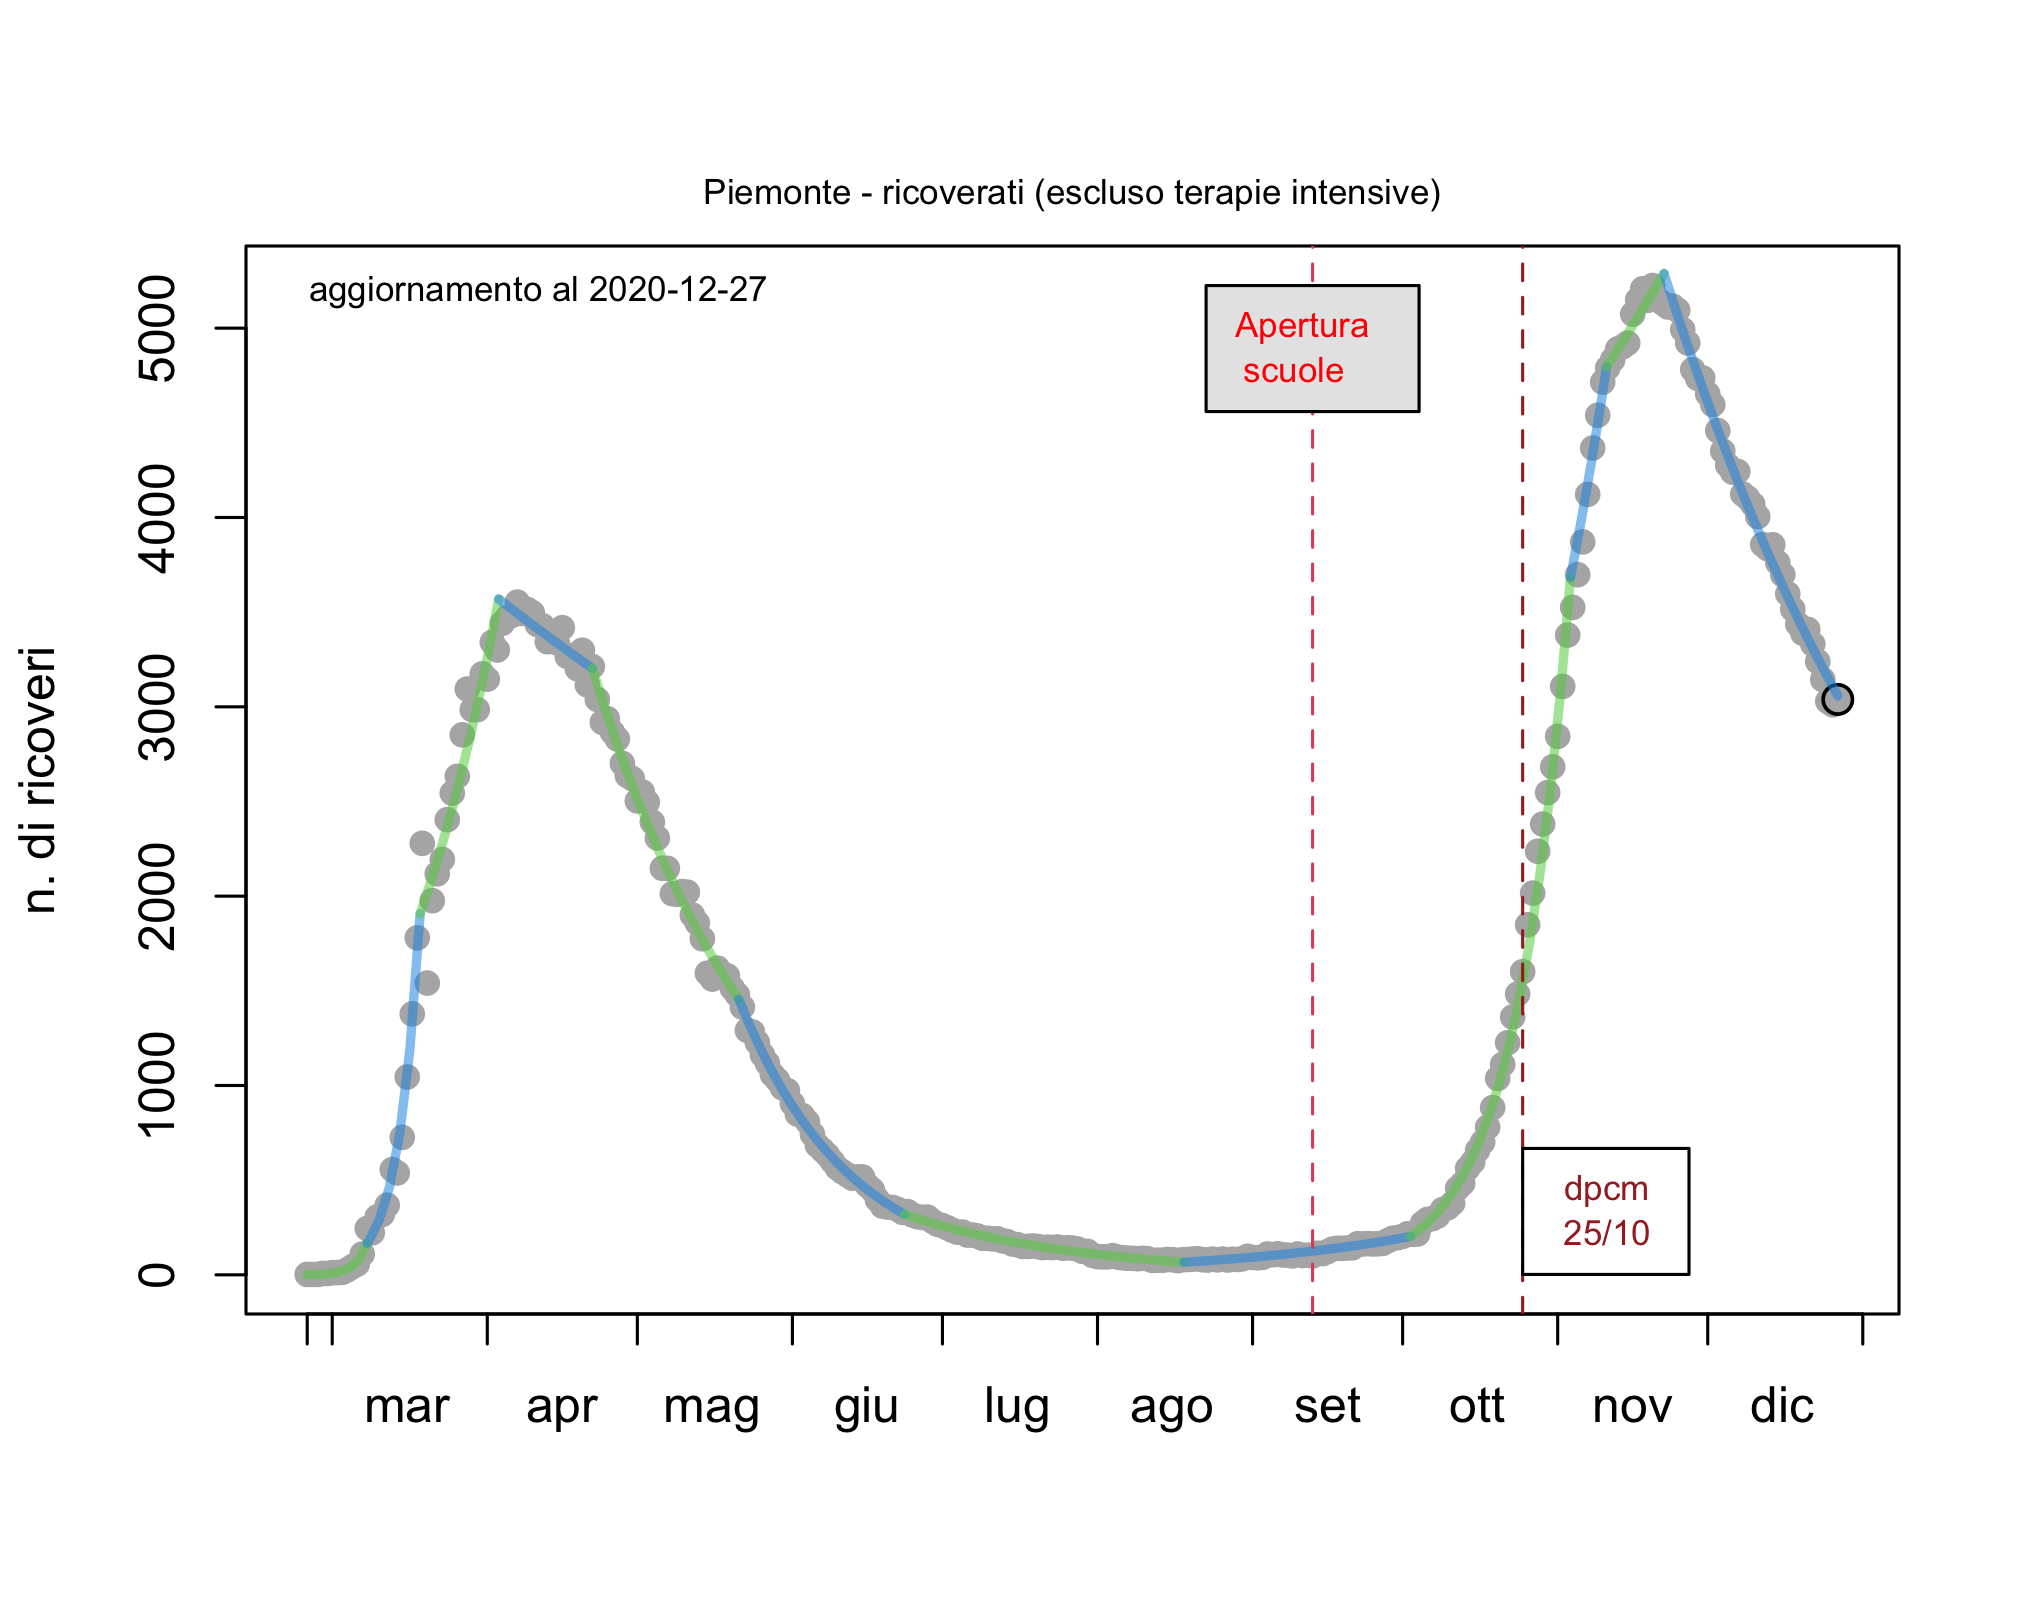 Piemonte - ricoverati (escluso terapie intensive)
aggiornamento al 2020-12-27
Apertura
scuole
dpcm
25/10
n. di ricoveri
5000
4000
3000
2000
1000
0
mar apr mag giu lug ago set ott nov dic